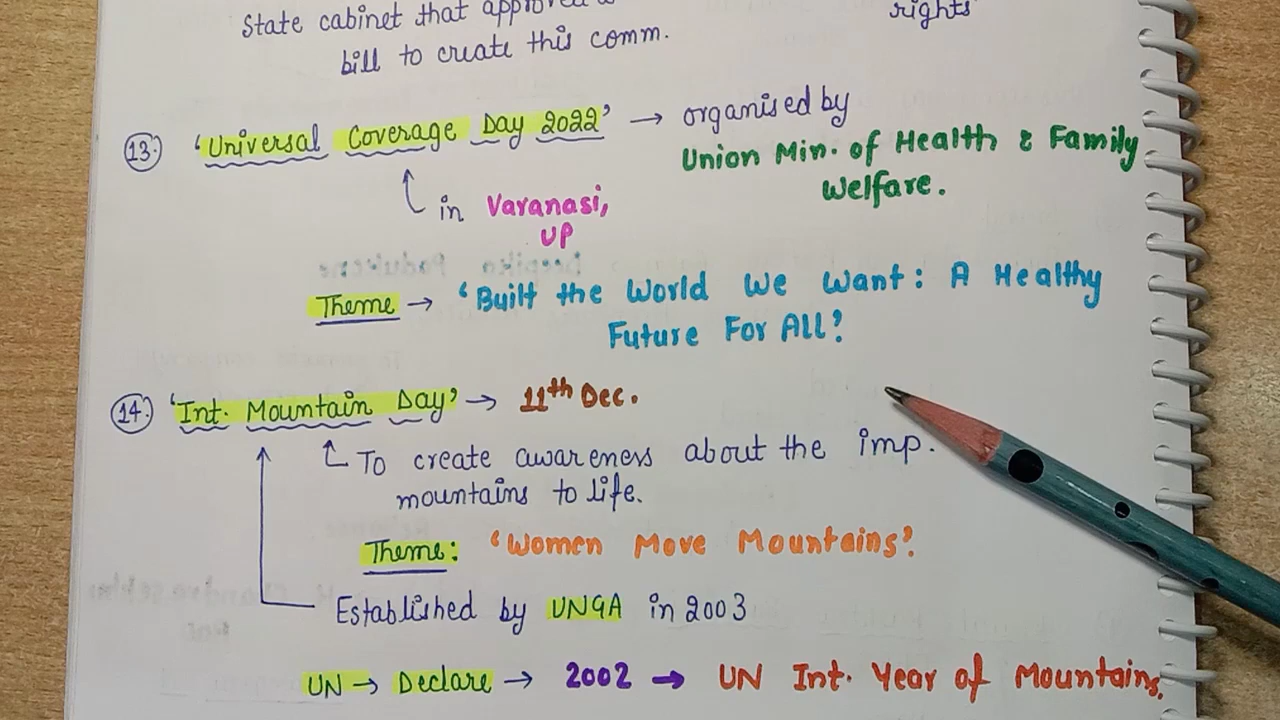 State cabinet that approved a
rights
bill to create this comm.
13. 'Universal Coverage Day 2022' → organised by
Union Min. of Health & Family
Welfare.
in Varanasi,
UP
Theme → 'Built the World We Want: A Healthy
Future For All'
14. 'Int. Mountain Day' → 11th Dec.
To create awareness about the imp.
mountains to life.
Theme: 'Women Move Mountains'
Established by UNGA in 2003
UN → Declare → 2002 → UN Int. Year of Mountains.